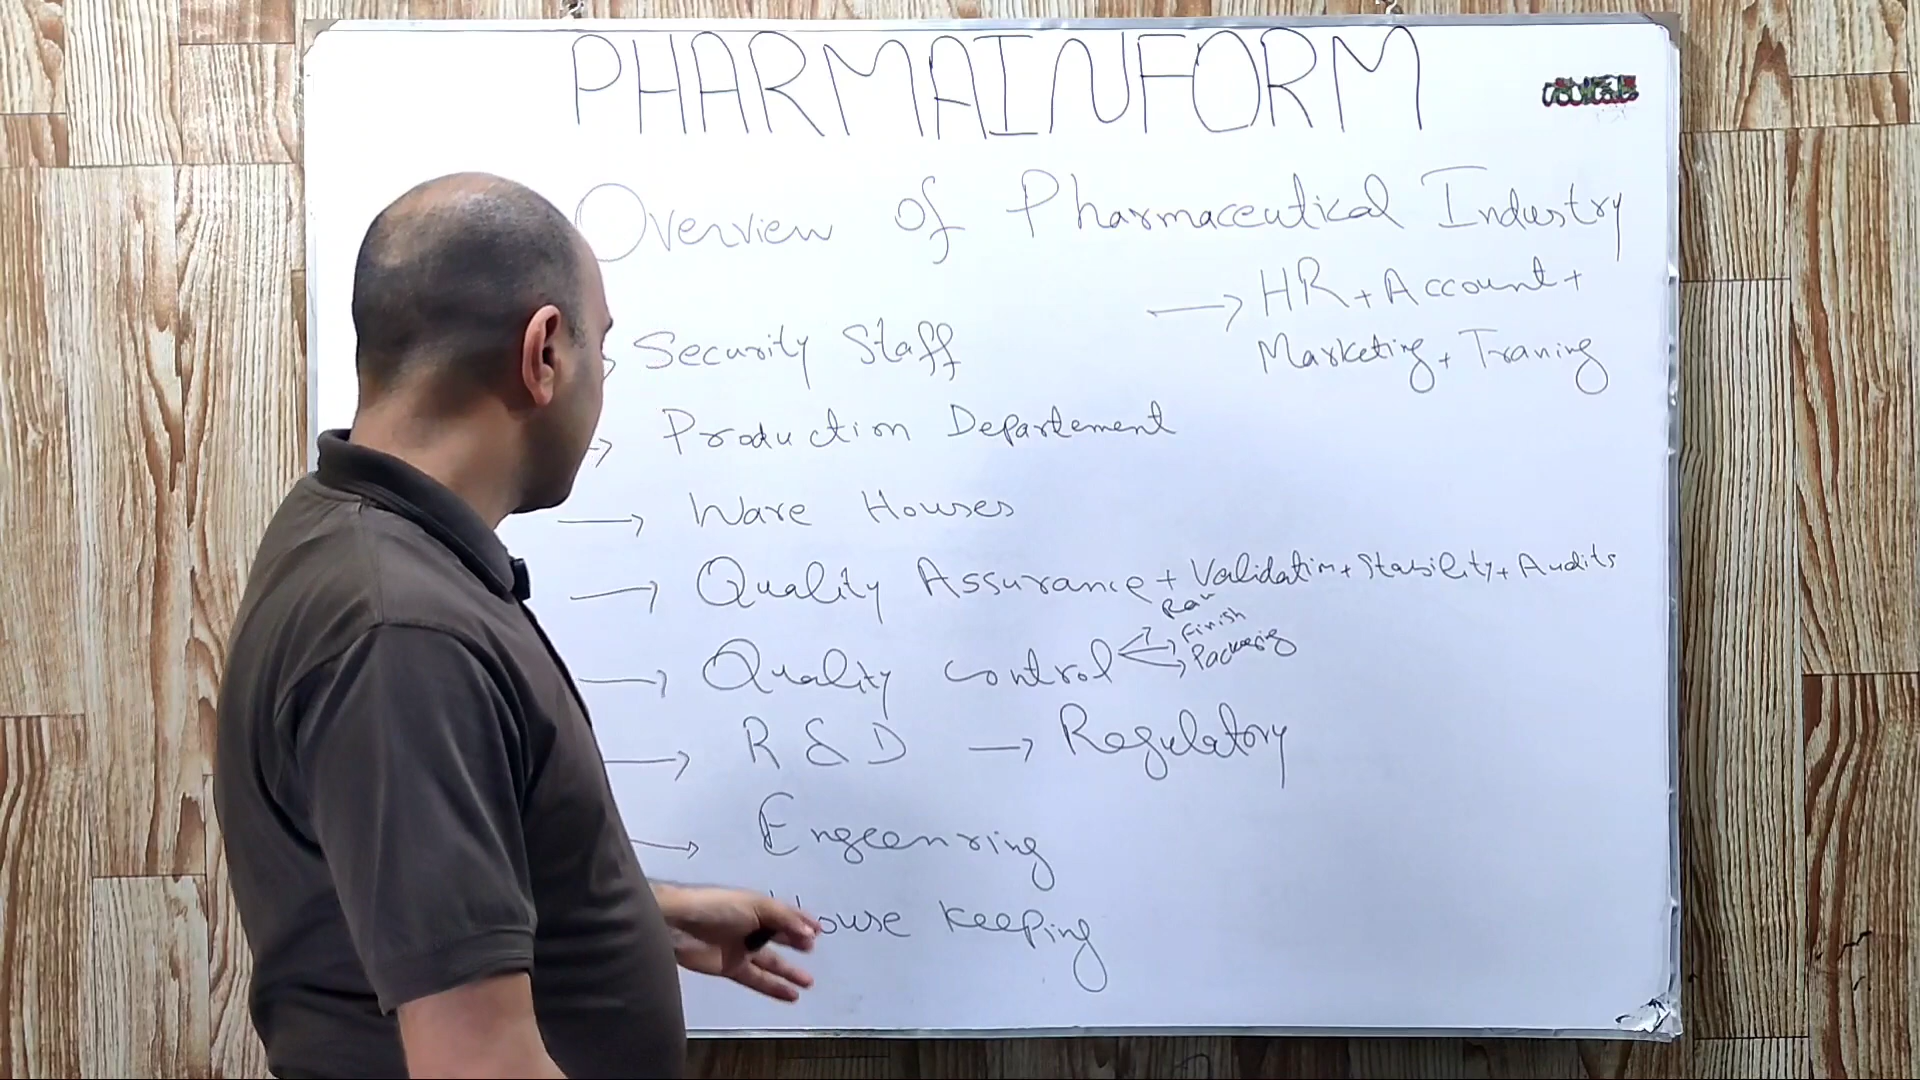 PHARMAINFORM
Overview of Pharmaceutical Industry
→ HR + Account +
Marketing + Traning
Security Staff
→ Production Departement
→ Ware Houses
→ Quality Assurance + Validation + Stability + Audits
→ Quality control
Raw
Finish
→ R & D → Regulatory
→ Engeenring
House Keeping